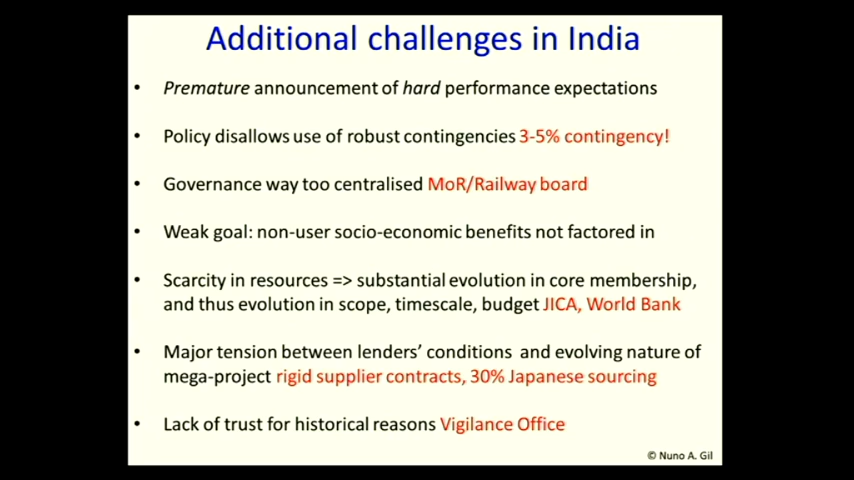 Additional challenges in India
• Premature announcement of hard performance expectations
• Policy disallows use of robust contingencies 3-5% contingency!
• Governance way too centralised MoR/Railway board
• Weak goal: non-user socio-economic benefits not factored in
• Scarcity in resources => substantial evolution in core membership,
and thus evolution in scope, timescale, budget JICA, World Bank
• Major tension between lenders’ conditions and evolving nature of
mega-project rigid supplier contracts, 30% Japanese sourcing
• Lack of trust for historical reasons Vigilance Office
© Nuno A. Gil